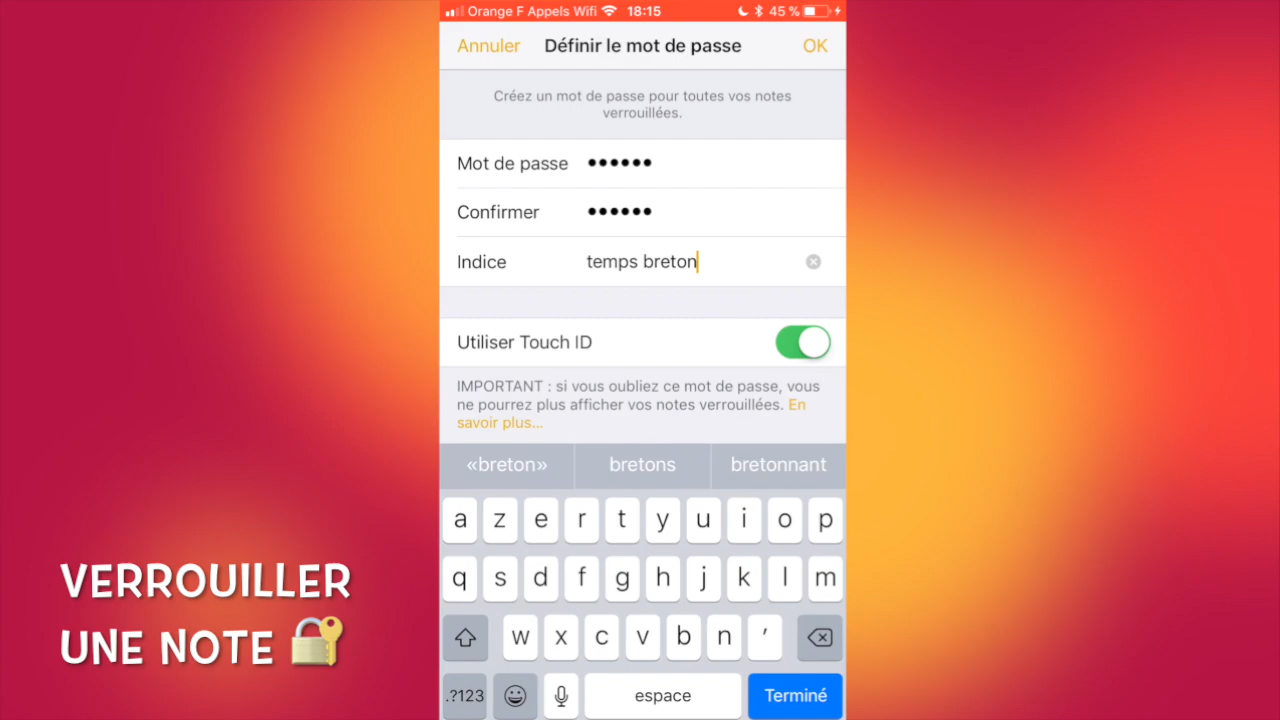 Orange F Appels Wifi 18:15 45 %
Annuler Définir le mot de passe OK
Créez un mot de passe pour toutes vos notes
verrouillées.
Mot de passe ••••••
Confirmer ••••••
Indice temps breton
Utiliser Touch ID
IMPORTANT : si vous oubliez ce mot de passe, vous
ne pourrez plus afficher vos notes verrouillées. En
savoir plus...
«breton» bretons bretonnant
a z e r t y u i o p
q s d f g h j k l m
w x c v b n ’
.?123 espace Terminé
VERROUILLER
UNE NOTE